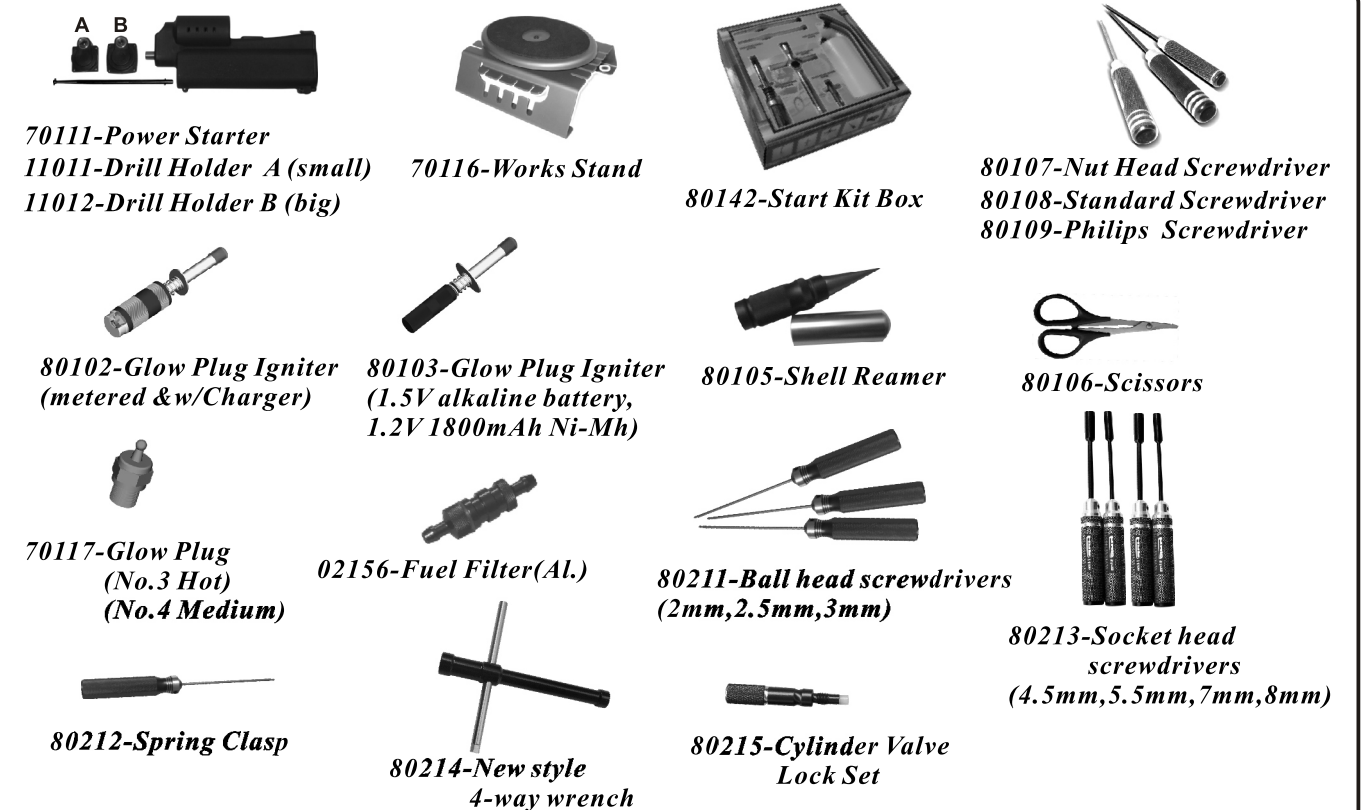 A B
70111-Power Starter
11011-Drill Holder A (small)
11012-Drill Holder B (big)
70116-Works Stand
80142-Start Kit Box
80107-Nut Head Screwdriver
80108-Standard Screwdriver
80109-Philips Screwdriver
80102-Glow Plug Igniter
(metered &w/Charger)
80103-Glow Plug Igniter
(1.5V alkaline battery,
1.2V 1800mAh Ni-Mh)
80105-Shell Reamer
80106-Scissors
70117-Glow Plug
(No.3 Hot)
(No.4 Medium)
02156-Fuel Filter(Al.)
80211-Ball head screwdrivers
(2mm,2.5mm,3mm)
80213-Socket head
screwdrivers
(4.5mm,5.5mm,7mm,8mm)
80212-Spring Clasp
80214-New style
4-way wrench
80215-Cylinder Valve
Lock Set